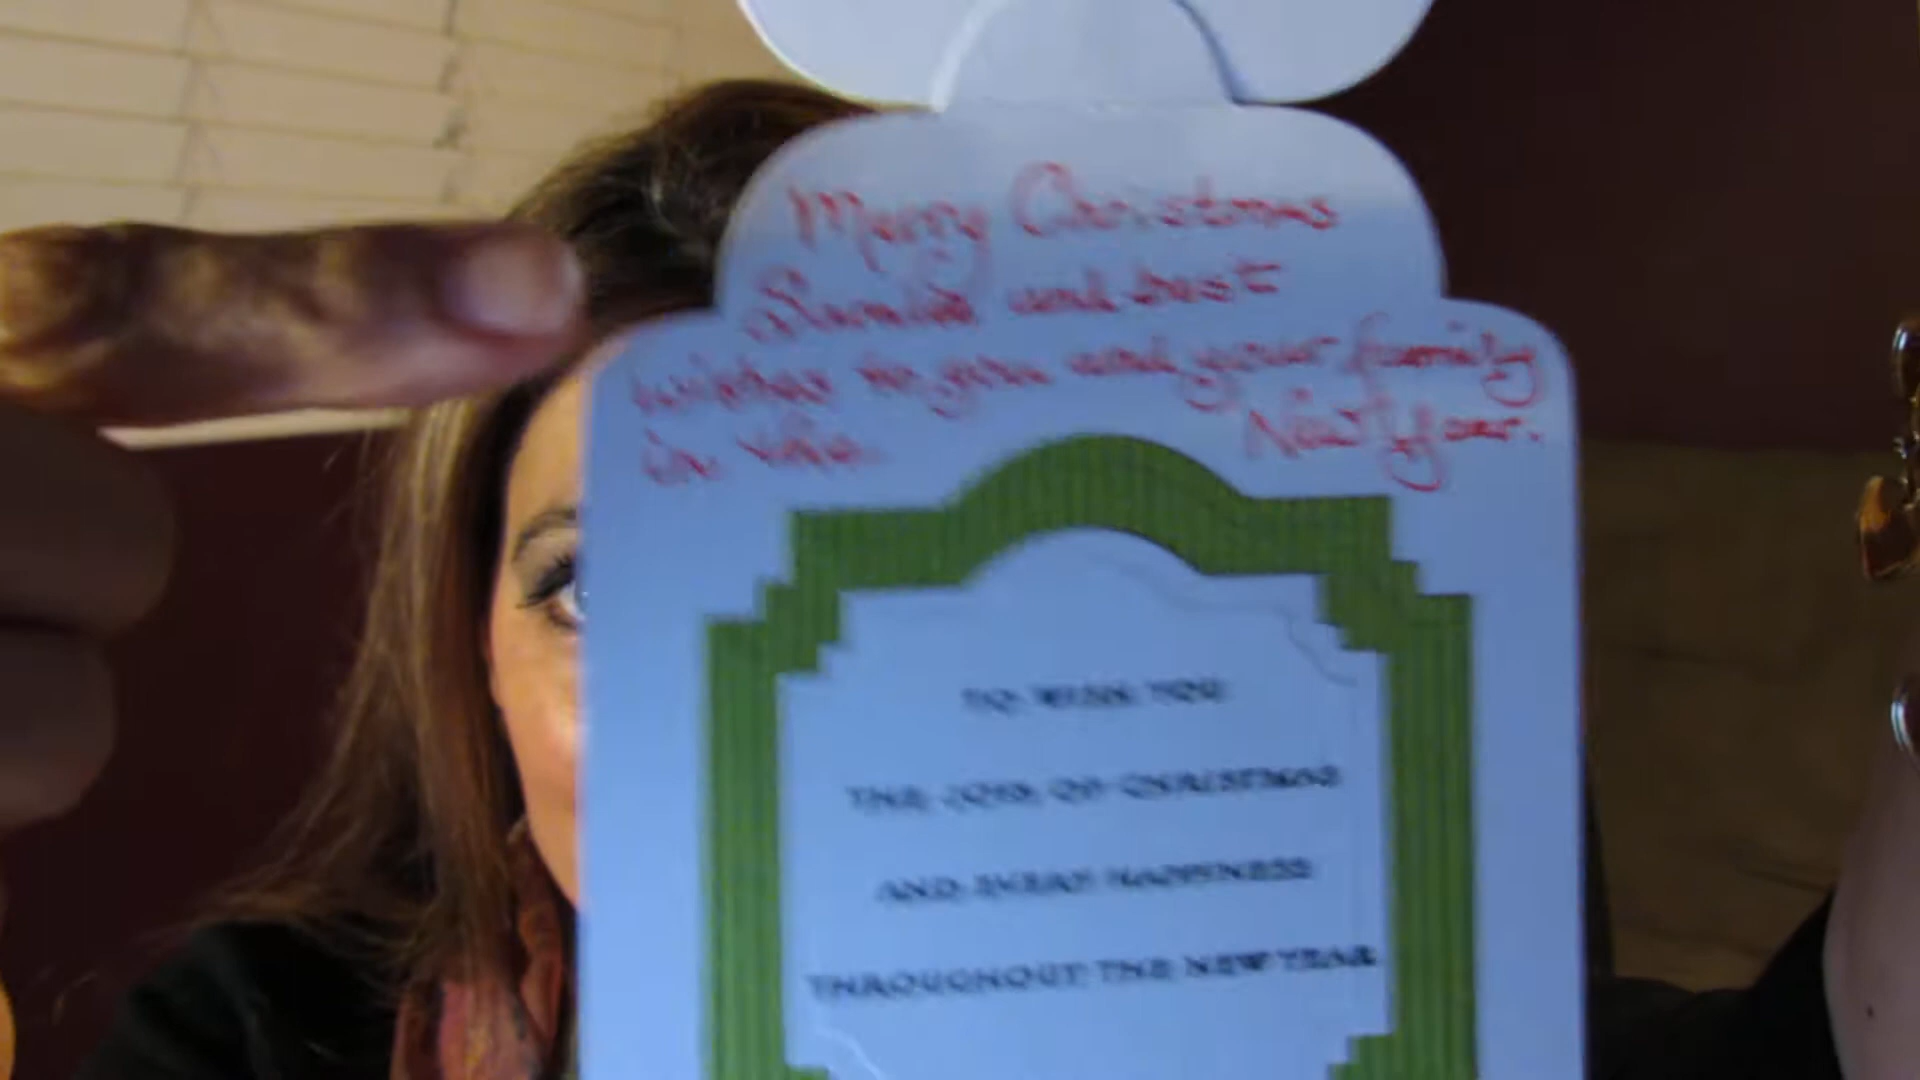 Merry Christmas
and best
wishes to you and your family
in the New Year.
TO WISH YOU
THE JOYS OF CHRISTMAS
AND EVERY HAPPINESS
THROUGHOUT THE NEW YEAR